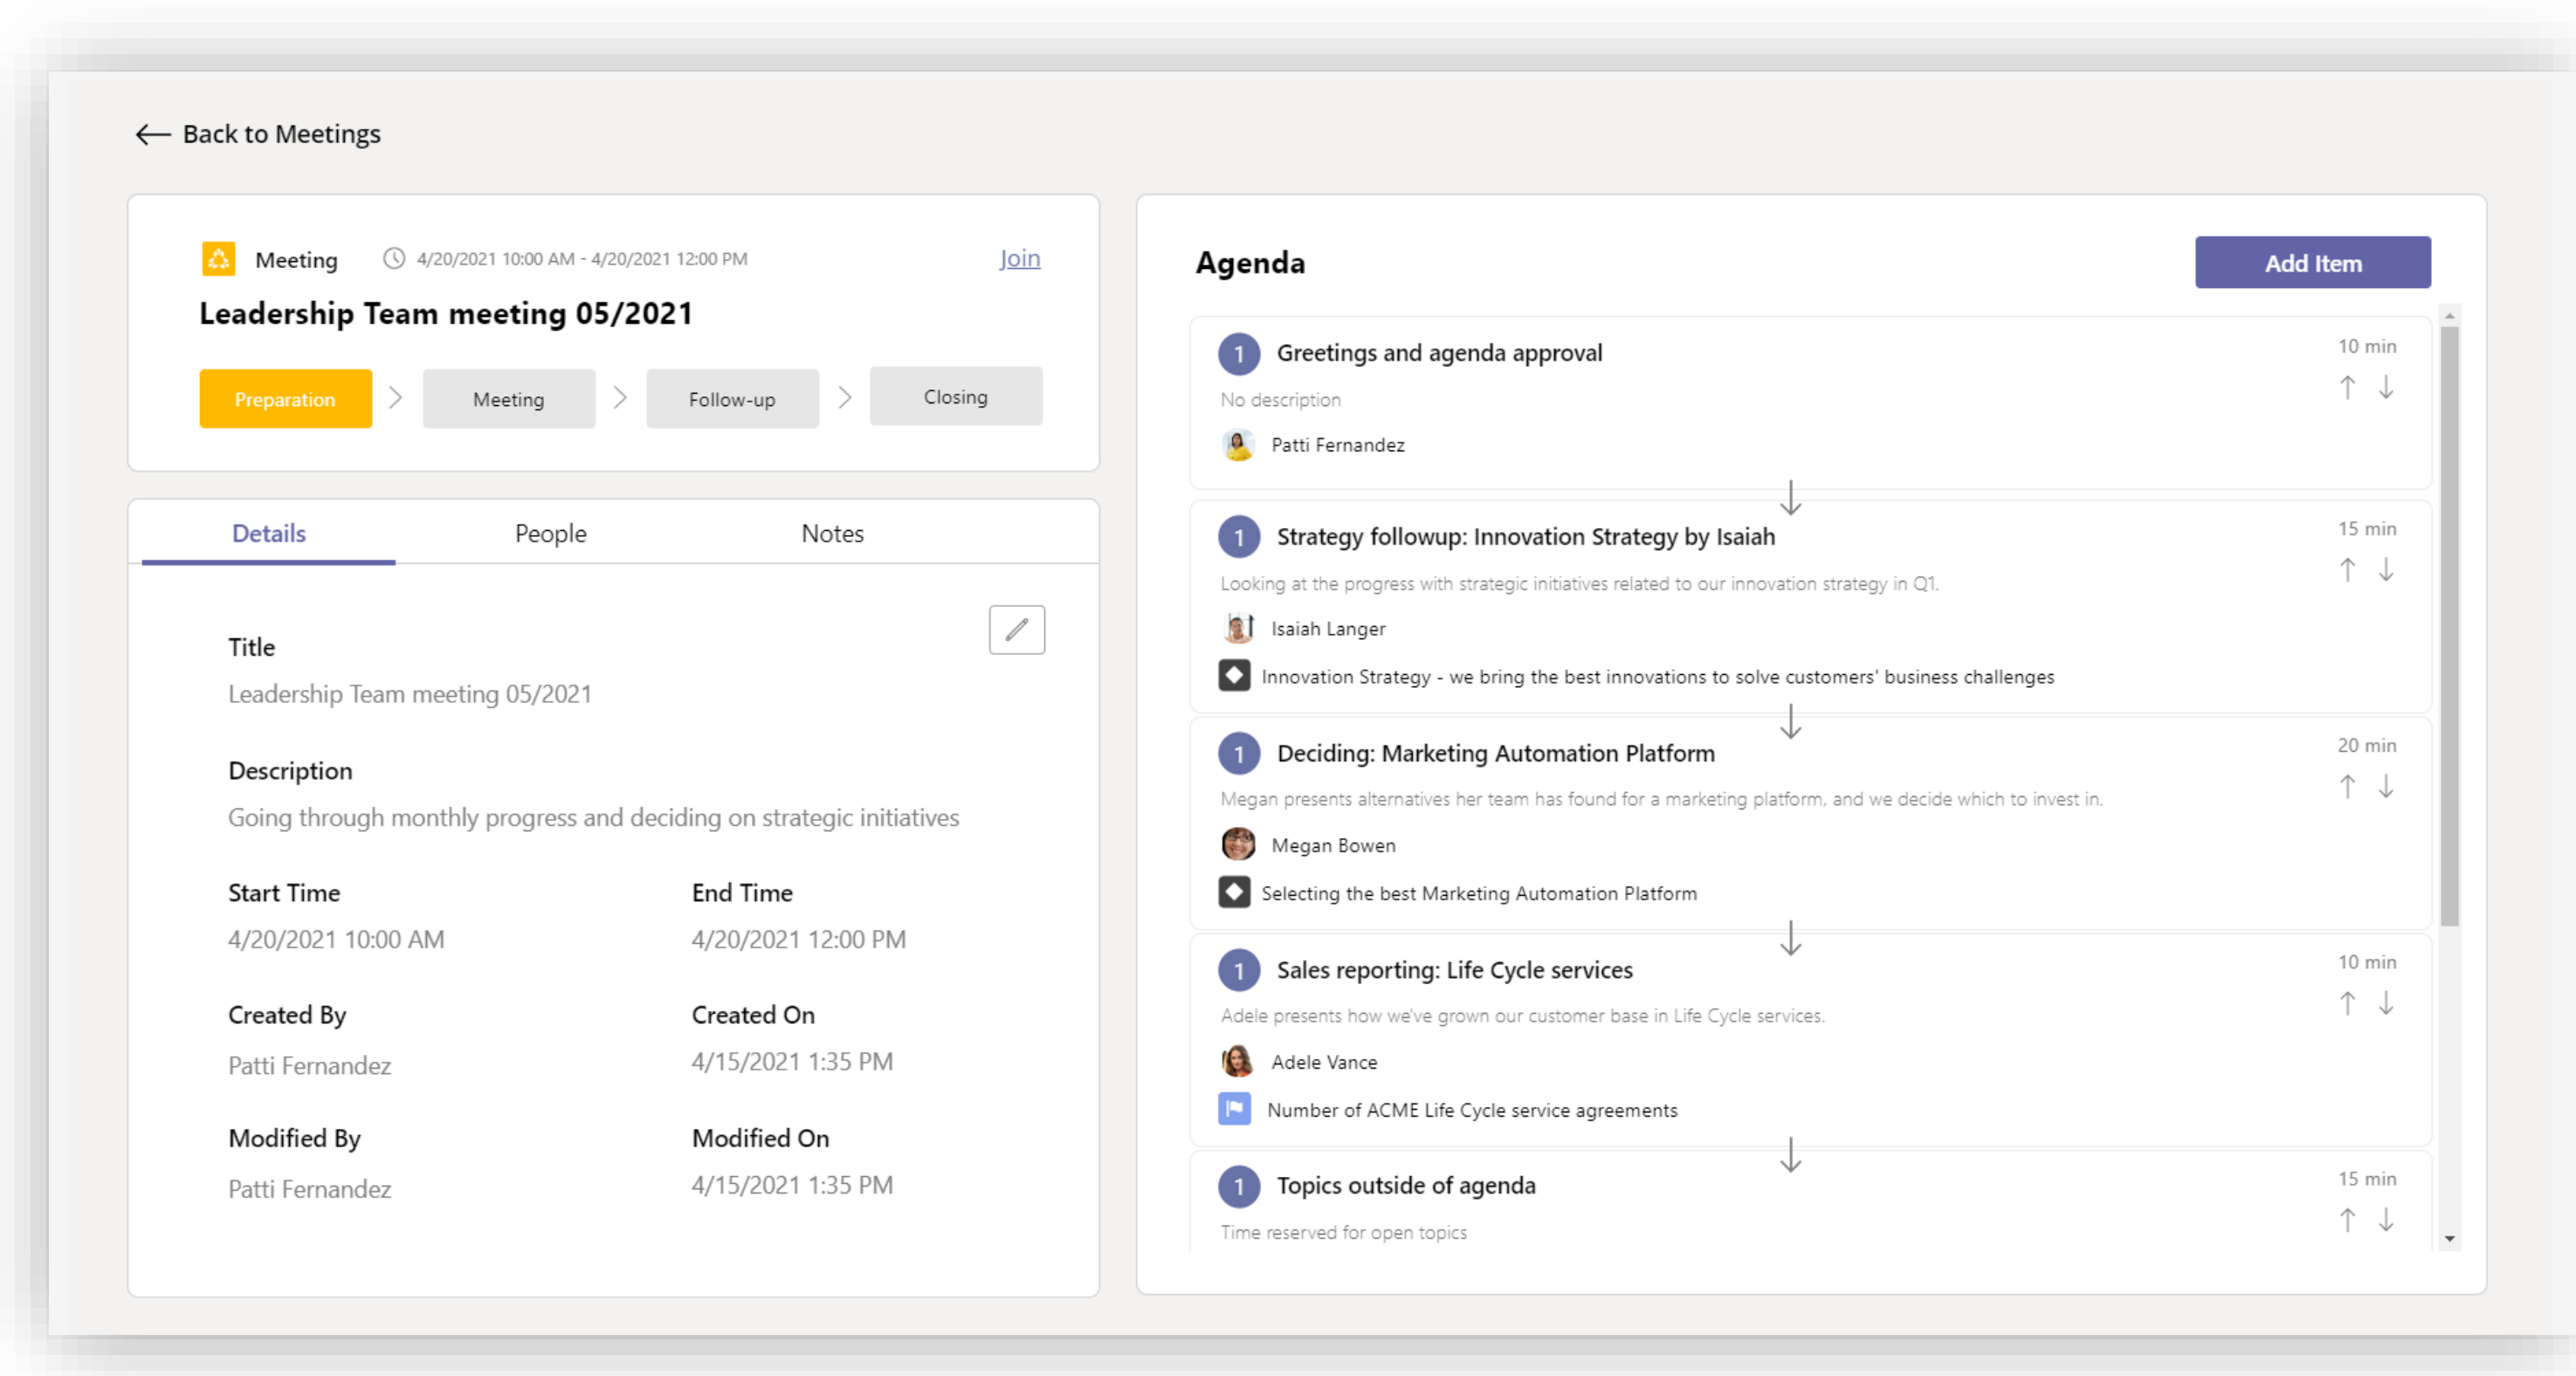 Back to Meetings
Meeting 4/20/2021 10:00 AM - 4/20/2021 12:00 PM Join
Leadership Team meeting 05/2021
Preparation Meeting Follow-up Closing
Details People Notes
Title
Leadership Team meeting 05/2021
Description
Going through monthly progress and deciding on strategic initiatives
Start Time End Time
4/20/2021 10:00 AM 4/20/2021 12:00 PM
Created By Created On
Patti Fernandez 4/15/2021 1:35 PM
Modified By Modified On
Patti Fernandez 4/15/2021 1:35 PM
Agenda Add Item
1 Greetings and agenda approval 10 min
No description
Patti Fernandez
1 Strategy followup: Innovation Strategy by Isaiah 15 min
Looking at the progress with strategic initiatives related to our innovation strategy in Q1.
Isaiah Langer
Innovation Strategy - we bring the best innovations to solve customers' business challenges
1 Deciding: Marketing Automation Platform 20 min
Megan presents alternatives her team has found for a marketing platform, and we decide which to invest in.
Megan Bowen
Selecting the best Marketing Automation Platform
1 Sales reporting: Life Cycle services 10 min
Adele presents how we've grown our customer base in Life Cycle services.
Adele Vance
Number of ACME Life Cycle service agreements
1 Topics outside of agenda 15 min
Time reserved for open topics